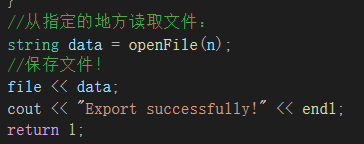 }
//从指定的地方读取文件：
string data = openFile(n);
//保存文件！
file << data;
cout << "Export successfully!" << endl;
return 1;